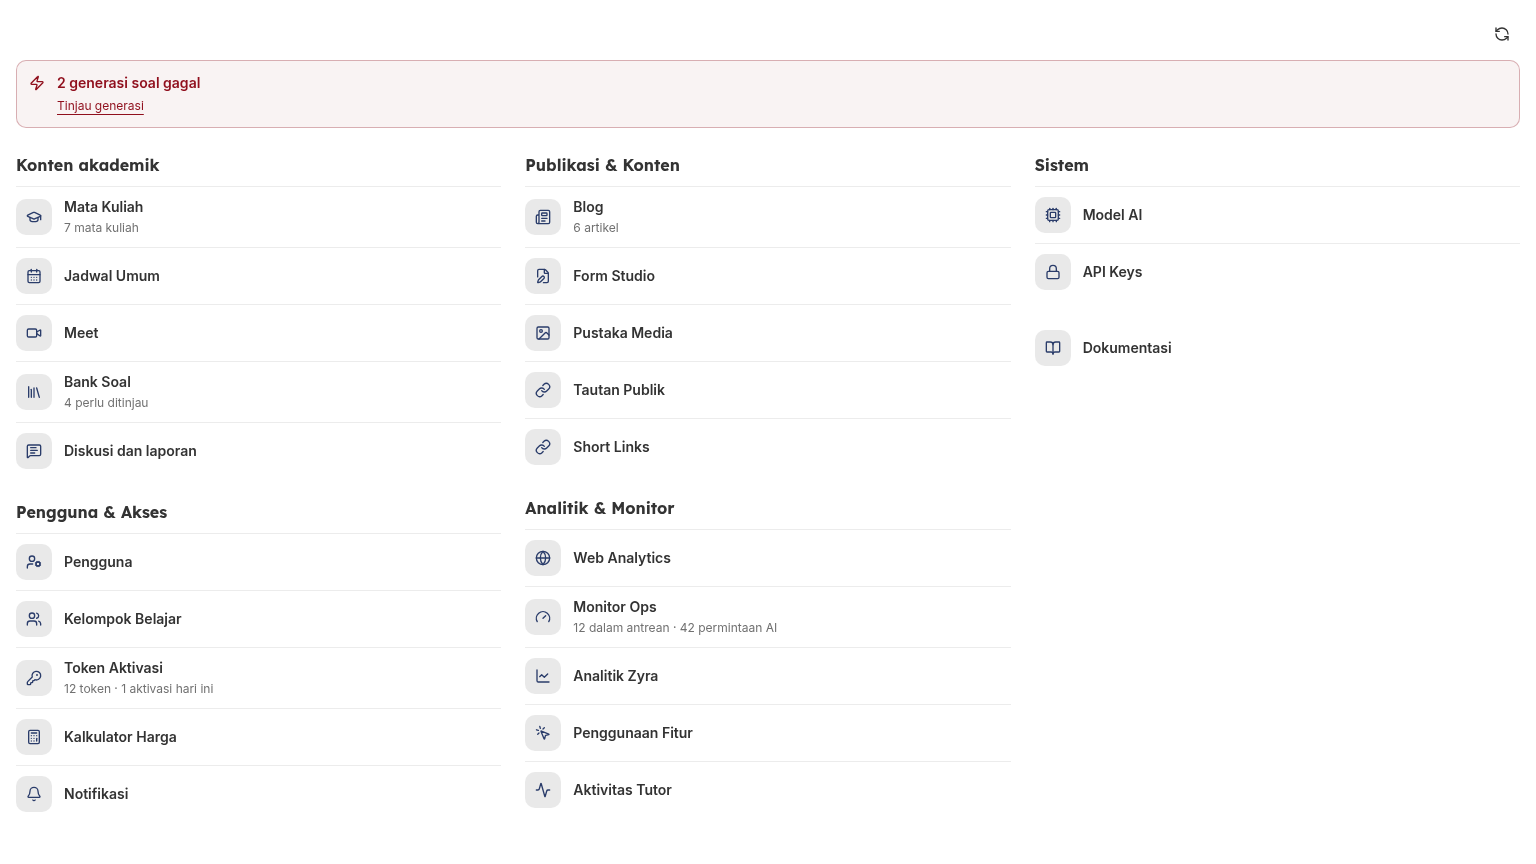 2 generasi soal gagal
Tinjau generasi
Konten akademik
Mata Kuliah
7 mata kuliah
Jadwal Umum
Meet
Bank Soal
4 perlu ditinjau
Diskusi dan laporan
Pengguna & Akses
Pengguna
Kelompok Belajar
Token Aktivasi
12 token · 1 aktivasi hari ini
Kalkulator Harga
Notifikasi
Publikasi & Konten
Blog
6 artikel
Form Studio
Pustaka Media
Tautan Publik
Short Links
Analitik & Monitor
Web Analytics
Monitor Ops
12 dalam antrean · 42 permintaan AI
Analitik Zyra
Penggunaan Fitur
Aktivitas Tutor
Sistem
Model AI
API Keys
Dokumentasi